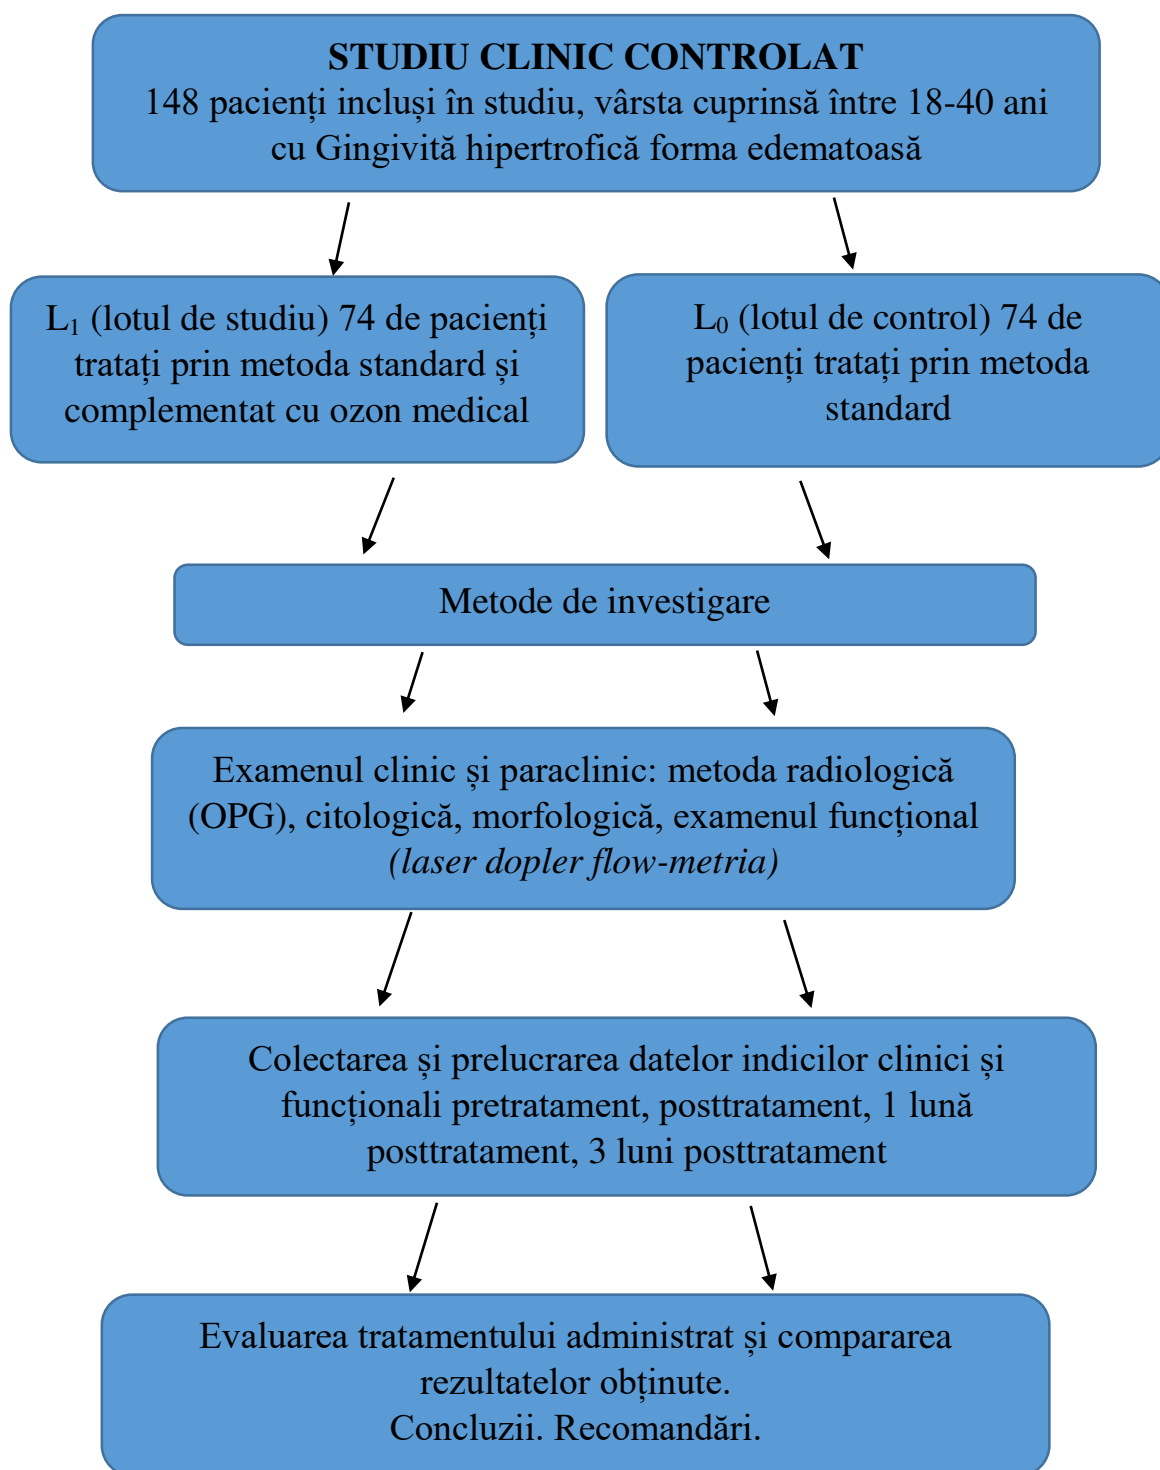 STUDIU CLINIC CONTROLAT
148 pacienți incluși în studiu, vârsta cuprinsă între 18-40 ani
cu Gingivită hipertrofică forma edematoasă
L₁ (lotul de studiu) 74 de pacienți
tratați prin metoda standard și
complementat cu ozon medical
L₀ (lotul de control) 74 de
pacienți tratați prin metoda
standard
Metode de investigare
Examenul clinic și paraclinic: metoda radiologică
(OPG), citologică, morfologică, examenul funcțional
(laser dopler flow-metria)
Colectarea și prelucrarea datelor indicilor clinici și
funcționali pretratament, posttratament, 1 lună
posttratament, 3 luni posttratament
Evaluarea tratamentului administrat și compararea
rezultatelor obținute.
Concluzii. Recomandări.